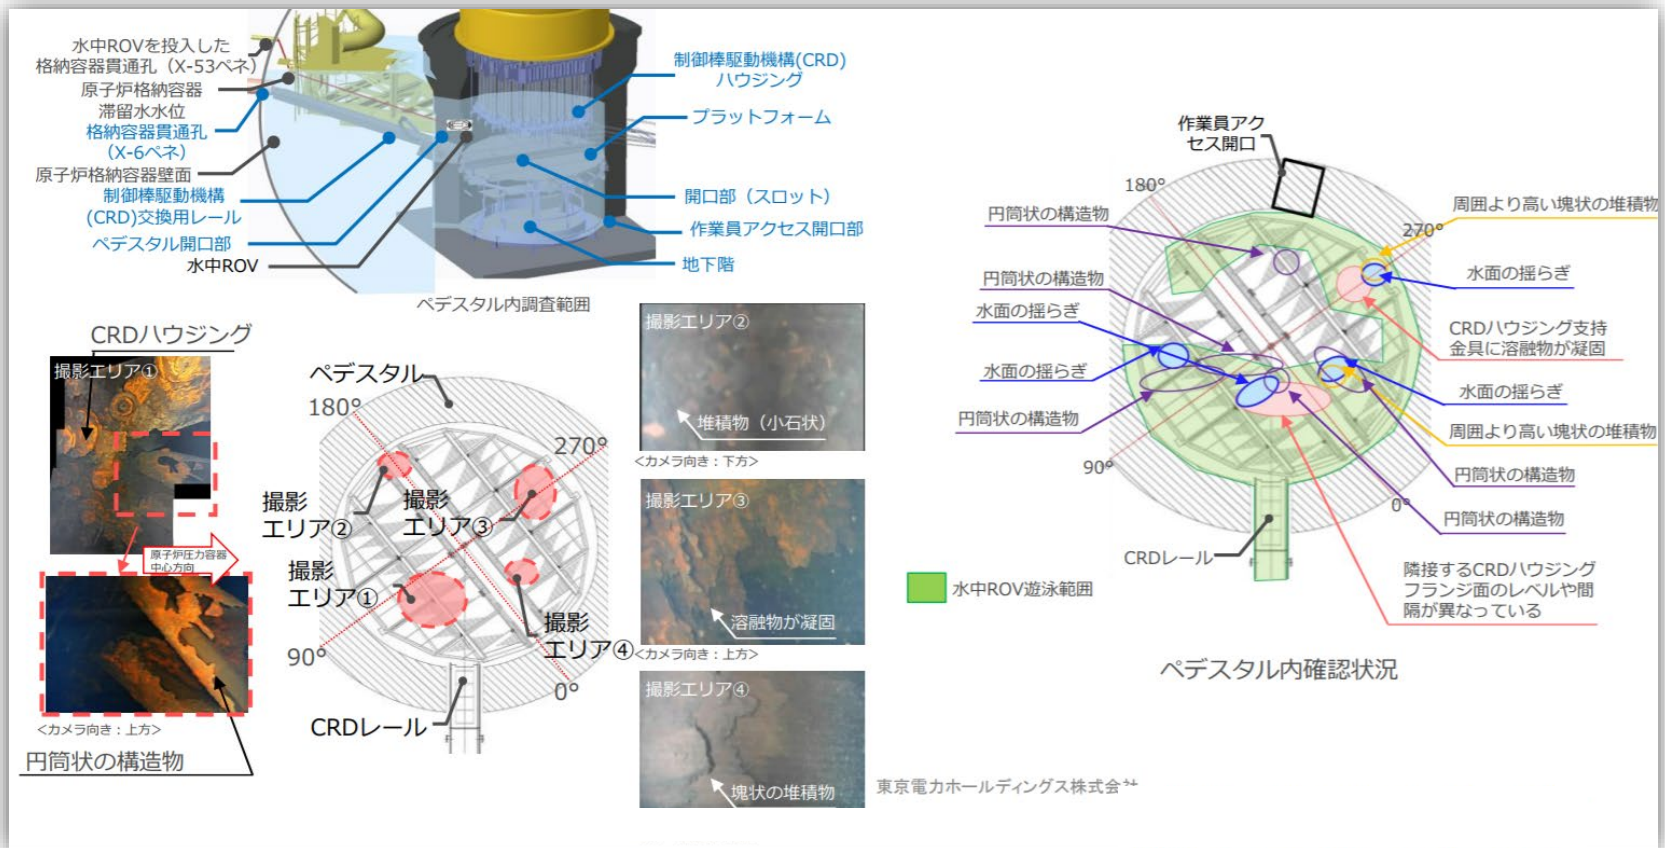 水中ROVを投入した
格納容器貫通孔（X-53ペネ）
原子炉格納容器
滞留水水位
格納容器貫通孔
（X-6ペネ）
原子炉格納容器壁面
制御棒駆動機構
(CRD)交換用レール
ペデスタル開口部
水中ROV
制御棒駆動機構(CRD)
ハウジング
プラットフォーム
開口部（スロット）
作業員アクセス開口部
地下階
ペデスタル内調査範囲
CRDハウジング
撮影エリア①
原子炉圧力容器
中心方向
<カメラ向き：上方>
円筒状の構造物
ペデスタル
180°
270°
撮影
エリア②
撮影
エリア③
撮影
エリア①
撮影
エリア④
90°
0°
CRDレール
撮影エリア②
堆積物（小石状）
<カメラ向き：下方>
撮影エリア③
溶融物が凝固
<カメラ向き：上方>
撮影エリア④
塊状の堆積物
作業員アク
セス開口
180°
円筒状の構造物
周囲より高い塊状の堆積物
270°
円筒状の構造物
水面の揺らぎ
水面の揺らぎ
CRDハウジング支持
金具に溶融物が凝固
水面の揺らぎ
水面の揺らぎ
円筒状の構造物
周囲より高い塊状の堆積物
90°
円筒状の構造物
0°
円筒状の構造物
CRDレール
隣接するCRDハウジング
フランジ面のレベルや間
隔が異なっている
水中ROV遊泳範囲
ペデスタル内確認状況
東京電力ホールディングス株式会社